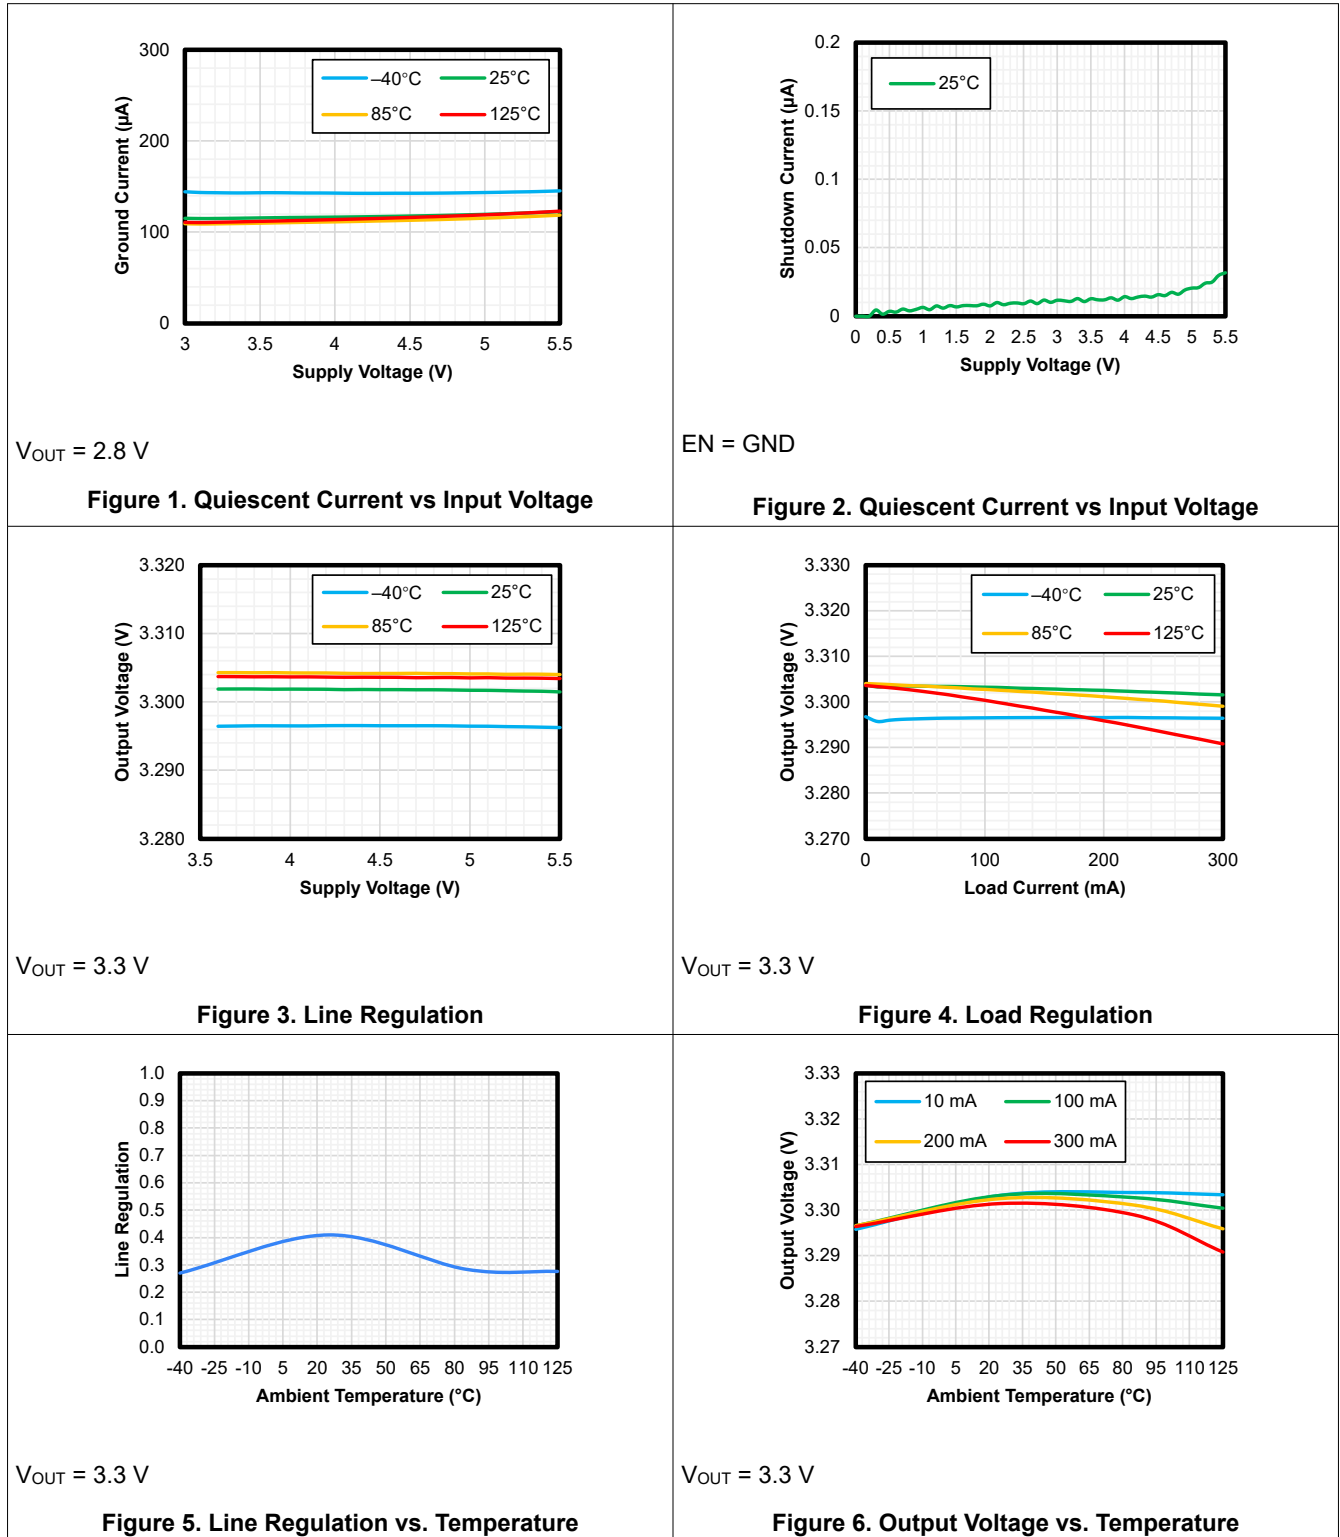 300
200
100
0
Ground Current (µA)
–40°C
25°C
85°C
125°C
3 3.5 4 4.5 5 5.5
Supply Voltage (V)
VOUT = 2.8 V
Figure 1. Quiescent Current vs Input Voltage
0.2
0.15
0.1
0.05
0
Shutdown Current (µA)
25°C
0 0.5 1 1.5 2 2.5 3 3.5 4 4.5 5 5.5
Supply Voltage (V)
EN = GND
Figure 2. Quiescent Current vs Input Voltage
3.320
3.310
3.300
3.290
3.280
Output Voltage (V)
–40°C
25°C
85°C
125°C
3.5 4 4.5 5 5.5
Supply Voltage (V)
VOUT = 3.3 V
Figure 3. Line Regulation
3.330
3.320
3.310
3.300
3.290
3.280
3.270
Output Voltage (V)
–40°C
25°C
85°C
125°C
0 100 200 300
Load Current (mA)
VOUT = 3.3 V
Figure 4. Load Regulation
1.0
0.9
0.8
0.7
0.6
0.5
0.4
0.3
0.2
0.1
0.0
Line Regulation
-40 -25 -10 5 20 35 50 65 80 95 110 125
Ambient Temperature (°C)
VOUT = 3.3 V
Figure 5. Line Regulation vs. Temperature
3.33
3.32
3.31
3.30
3.29
3.28
3.27
Output Voltage (V)
10 mA
100 mA
200 mA
300 mA
-40 -25 -10 5 20 35 50 65 80 95 110 125
Ambient Temperature (°C)
VOUT = 3.3 V
Figure 6. Output Voltage vs. Temperature